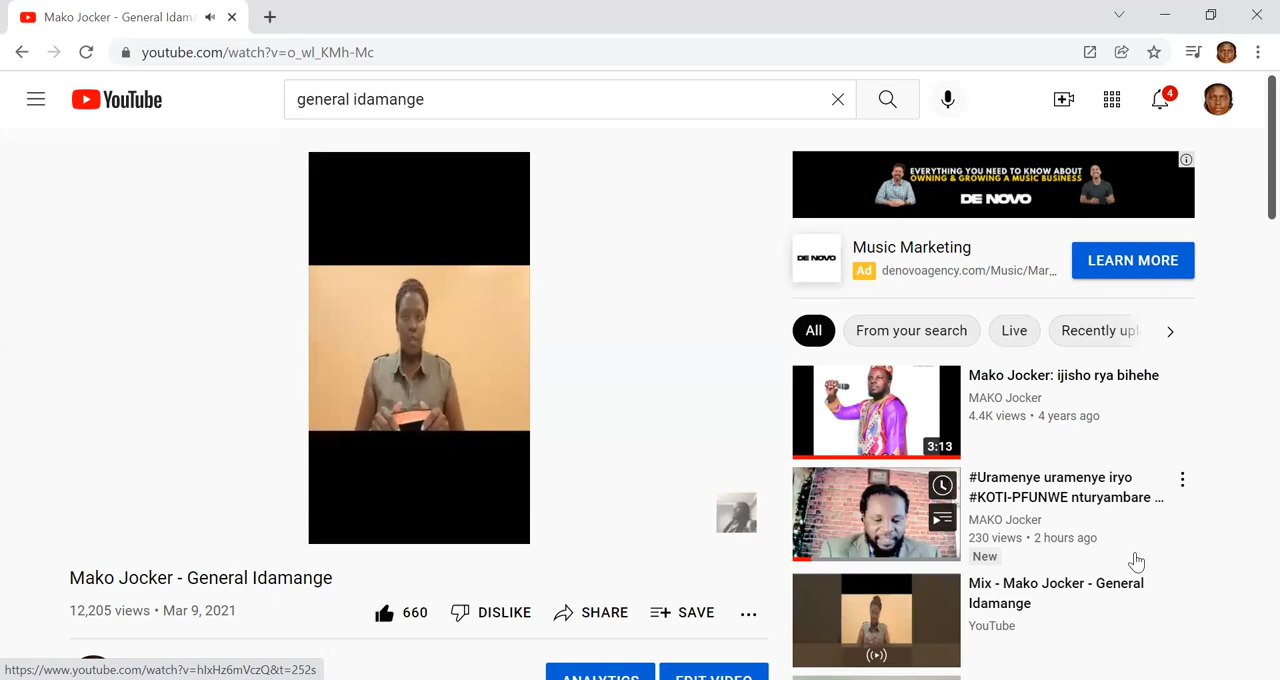 Mako Jocker - General Idama
youtube.com/watch?v=o_wl_KMh-Mc
YouTube
general idamange
4
EVERYTHING YOU NEED TO KNOW ABOUT
OWNING & GROWING A MUSIC BUSINESS
DE NOVO
DE NOVO
Music Marketing
Ad denovoagency.com/Music/Mar...
LEARN MORE
All
From your search
Live
Recently upl
Mako Jocker: ijisho rya bihehe
MAKO Jocker
4.4K views • 4 years ago
3:13
#Uramenye uramenye iryo
#KOTI-PFUNWE nturyambare ...
MAKO Jocker
230 views • 2 hours ago
New
Mix - Mako Jocker - General
Idamange
YouTube
Mako Jocker - General Idamange
12,205 views • Mar 9, 2021
660
DISLIKE
SHARE
SAVE
ANALYTICS
EDIT VIDEO
https://www.youtube.com/watch?v=hlxHz6mVczQ&t=252s